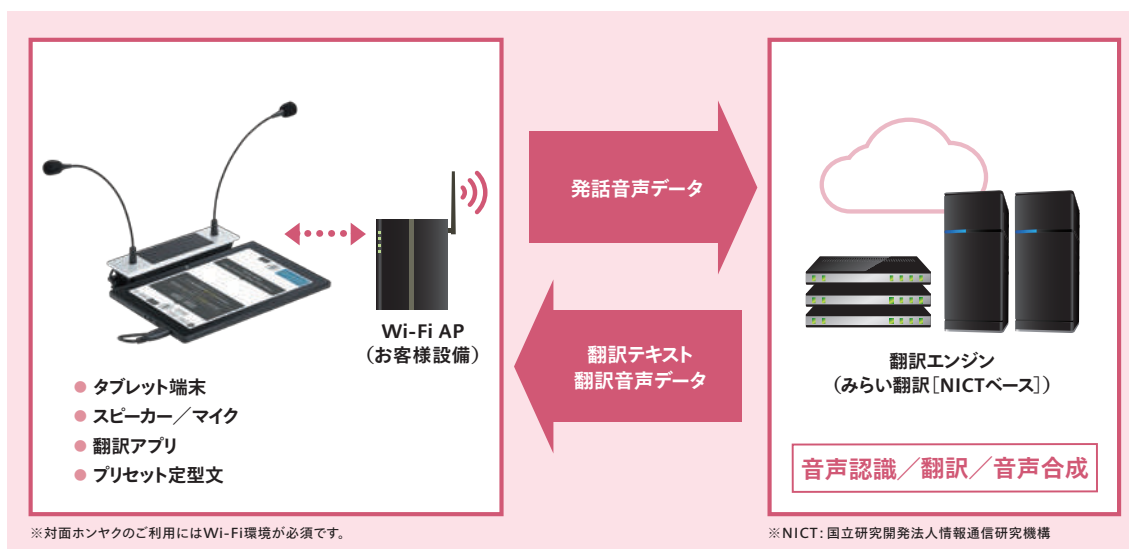 発話音声データ
Wi-Fi AP
（お客様設備）
翻訳テキスト
翻訳音声データ
翻訳エンジン
（みらい翻訳［NICTベース］）
● タブレット端末
● スピーカー／マイク
● 翻訳アプリ
● プリセット定型文
音声認識／翻訳／音声合成
※対面ホンヤクのご利用にはWi-Fi環境が必須です。
※NICT：国立研究開発法人情報通信研究機構